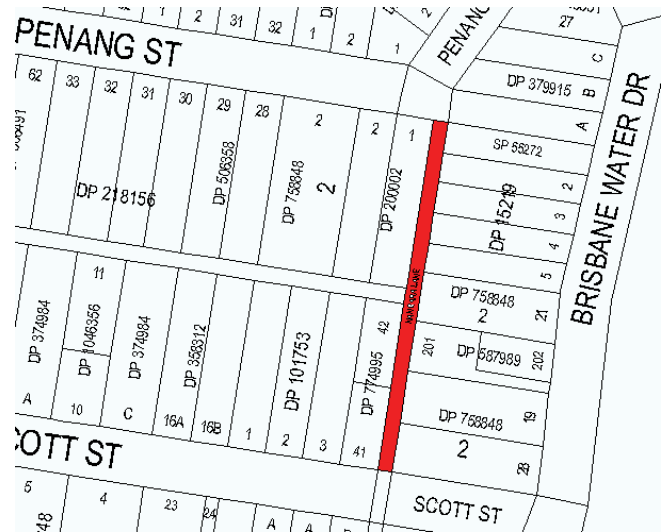 1
2
31
32
1
2
1
2
PENANG
27
C
DP 379915
B
A
PENANG ST
62
33
32
31
30
29
28
2
2
1
SP 55272
DP 218156
DP 506358
DP 758848
2
DP 200002
DP 15219
2
3
4
5
BRISBANE WATER DR
DP 758848
2
21
DP 374984
11
DP 1046356
DP 374984
DP 358312
DP 101753
42
DP 774995
201
DP 587989
202
DP 758848
2
19
A
10
C
16A
16B
1
2
3
41
COTT ST
5
4
23
24
A
A
SCOTT ST